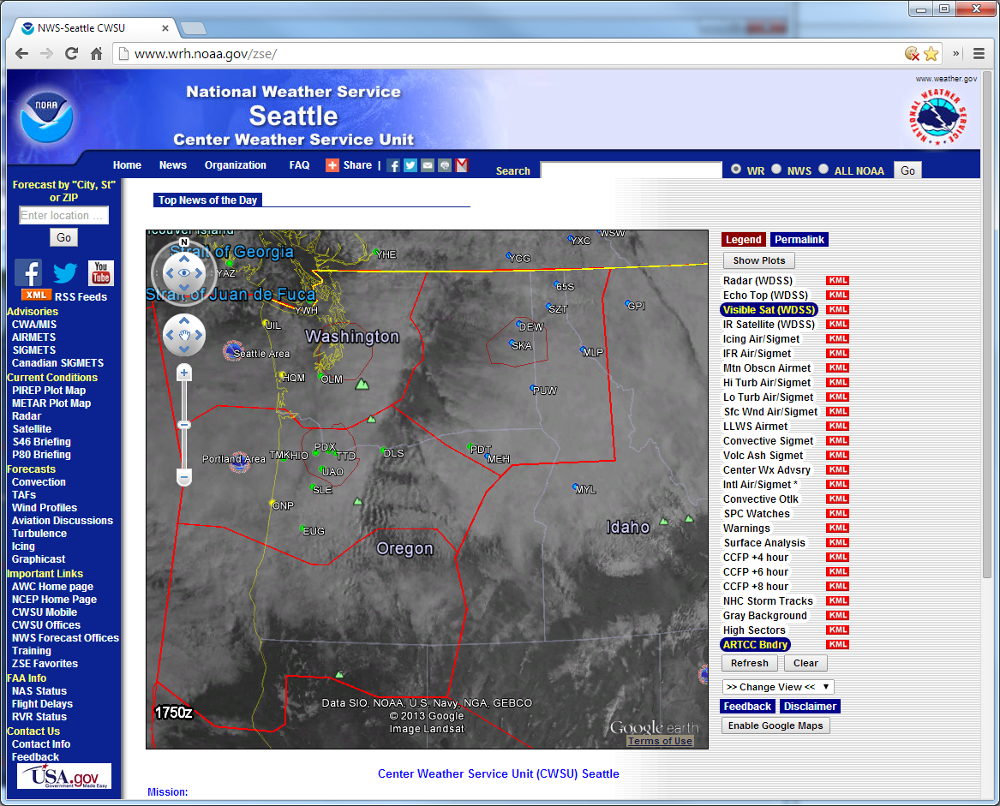 NWS-Seattle CWSU
www.wrh.noaa.gov/zse/
www.weather.gov
NOAA
National Weather Service
Seattle
Center Weather Service Unit
NATIONAL WEATHER SERVICE
Home News Organization FAQ Share |
Search WR NWS ALL NOAA Go
Forecast by "City, St"
or ZIP
Enter location ...
Go
You Tube
XML RSS Feeds
Advisories
CWA/MIS
AIRMETS
SIGMETS
Canadian SIGMETS
Current Conditions
PIREP Plot Map
METAR Plot Map
Radar
Satellite
S46 Briefing
P80 Briefing
Forecasts
Convection
TAFs
Wind Profiles
Aviation Discussions
Turbulence
Icing
Graphicast
Important Links
AWC Home page
NCEP Home Page
CWSU Mobile
CWSU Offices
NWS Forecast Offices
Training
ZSE Favorites
FAA Info
NAS Status
Flight Delays
RVR Status
Contact Us
Contact Info
Feedback
USA.gov
Government Made Easy
Top News of the Day
ncouver Island
WSW
YXC
N
Strait of Georgia
YHE
YCG
YAZ
65S
Strait of Juan de Fuca
YWH
SZT
GPI
UIL
DEW
Washington
SKA
MLP
Seattle Area
HQM
OLM
PUW
PDX
PDT
Portland Area
TMK
HIO
TTD
DLS
MEH
UAO
SLE
MYL
ONP
EUG
Idaho
Oregon
1750z
Data SIO, NOAA, U.S. Navy, NGA, GEBCO
© 2013 Google
Image Landsat
Google earth
Terms of Use
Legend Permalink
Show Plots
Radar (WDSS) KML
Echo Top (WDSS) KML
Visible Sat (WDSS) KML
IR Satellite (WDSS) KML
Icing Air/Sigmet KML
IFR Air/Sigmet KML
Mtn Obscn Airmet KML
Hi Turb Air/Sigmet KML
Lo Turb Air/Sigmet KML
Sfc Wnd Air/Sigmet KML
LLWS Airmet KML
Convective Sigmet KML
Volc Ash Sigmet KML
Center Wx Advsry KML
Intl Air/Sigmet * KML
Convective Otlk KML
SPC Watches KML
Warnings KML
Surface Analysis KML
CCFP +4 hour KML
CCFP +6 hour KML
CCFP +8 hour KML
NHC Storm Tracks KML
Gray Background KML
High Sectors KML
ARTCC Bndry KML
Refresh Clear
>> Change View <<
Feedback Disclaimer
Enable Google Maps
Center Weather Service Unit (CWSU) Seattle
Mission: